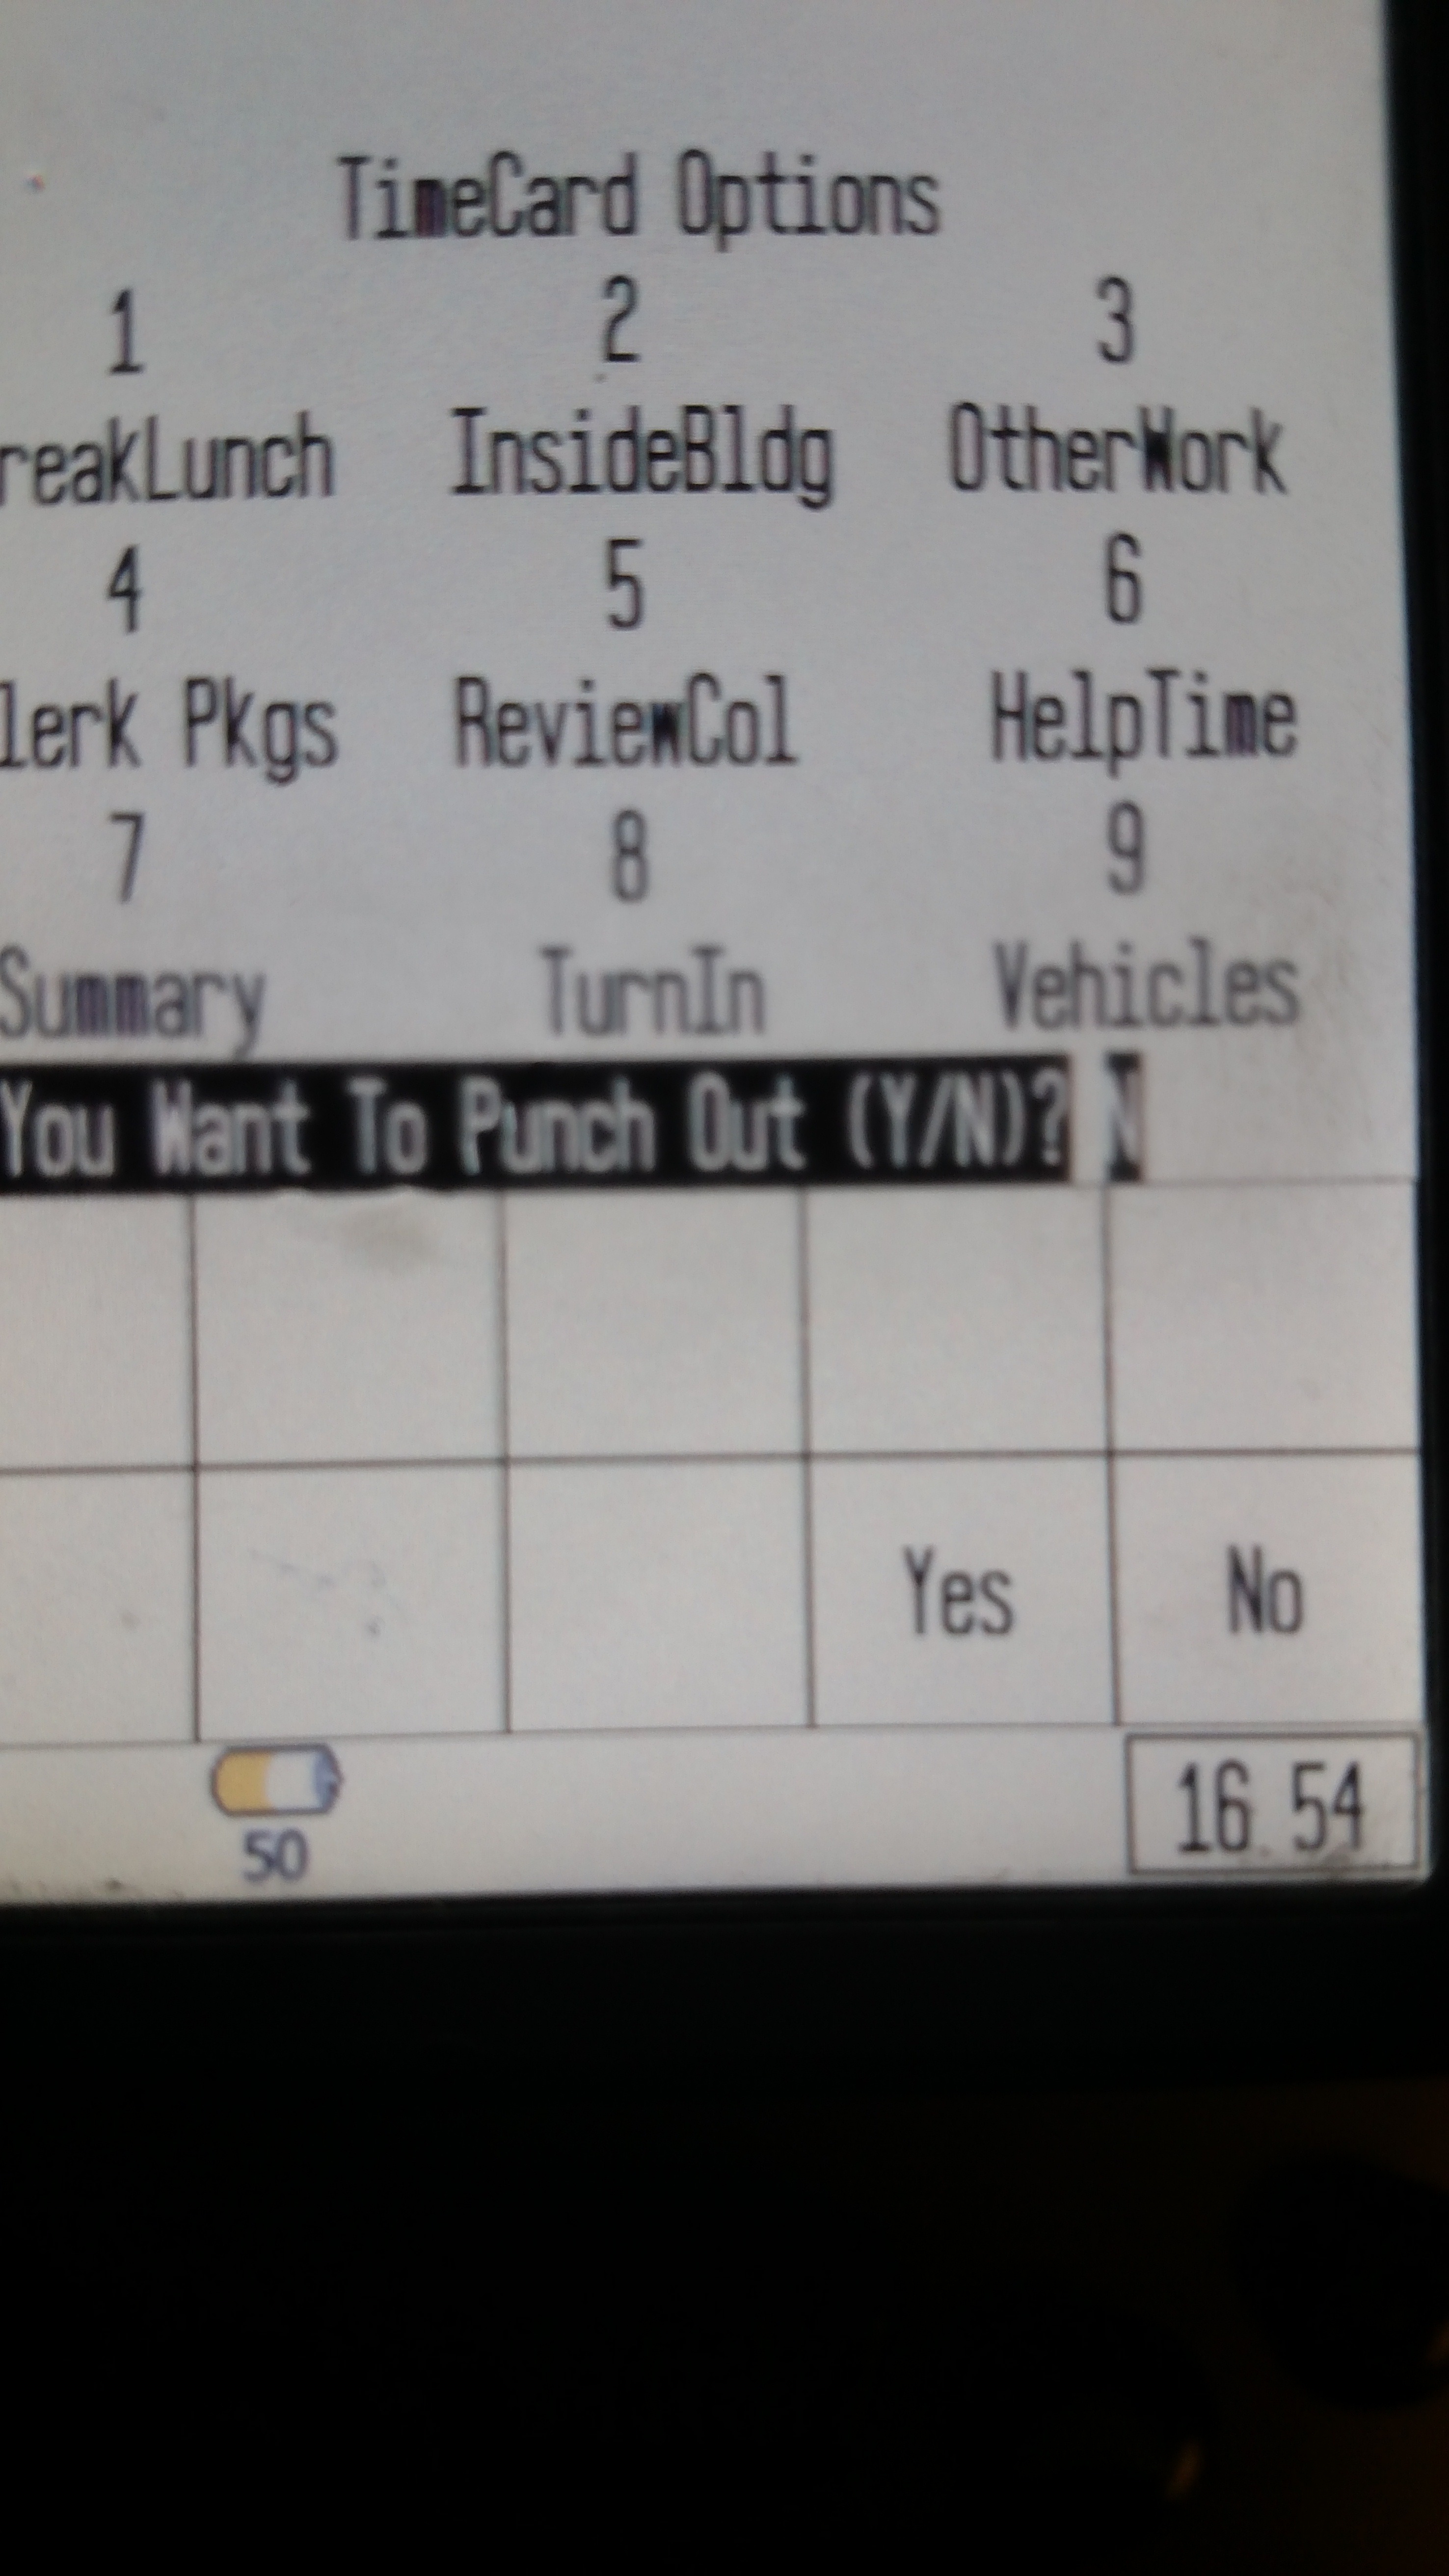 TimeCard Options
1 2 3
reakLunch InsideBldg OtherWork
4 5 6
lerk Pkgs ReviewCol HelpTime
7 8 9
Summary TurnIn Vehicles
You Want To Punch Out (Y/N)? N
Yes No
50 16.54